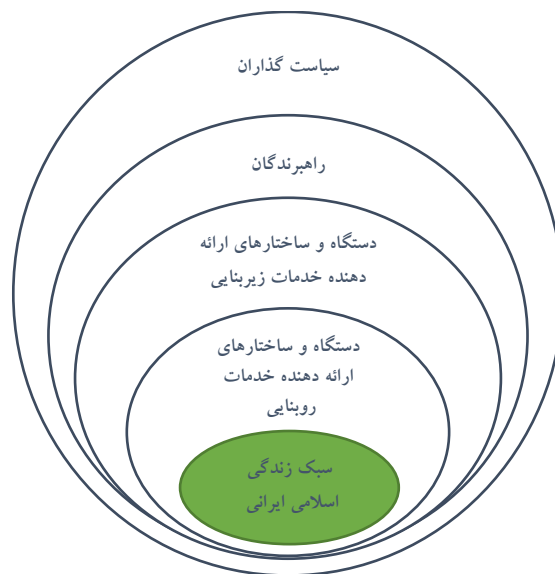 سیاست گذاران
راهبرندگان
دستگاه و ساختارهای ارائه
دهنده خدمات زیربنایی
دستگاه و ساختارهای
ارائه دهنده خدمات
روبنایی
سبک زندگی
اسلامی ایرانی